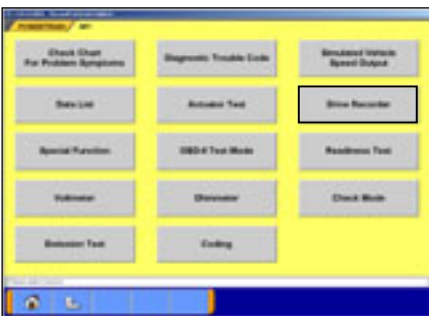 Check Chart
For Problem Symptoms
Diagnostic Trouble Code
Simulated Vehicle
Speed Output
Data List
Actuator Test
Drive Recorder
Special Function
OBD-II Test Mode
Readiness Test
Voltmeter
Ohmmeter
Check Mode
Emission Test
Coding